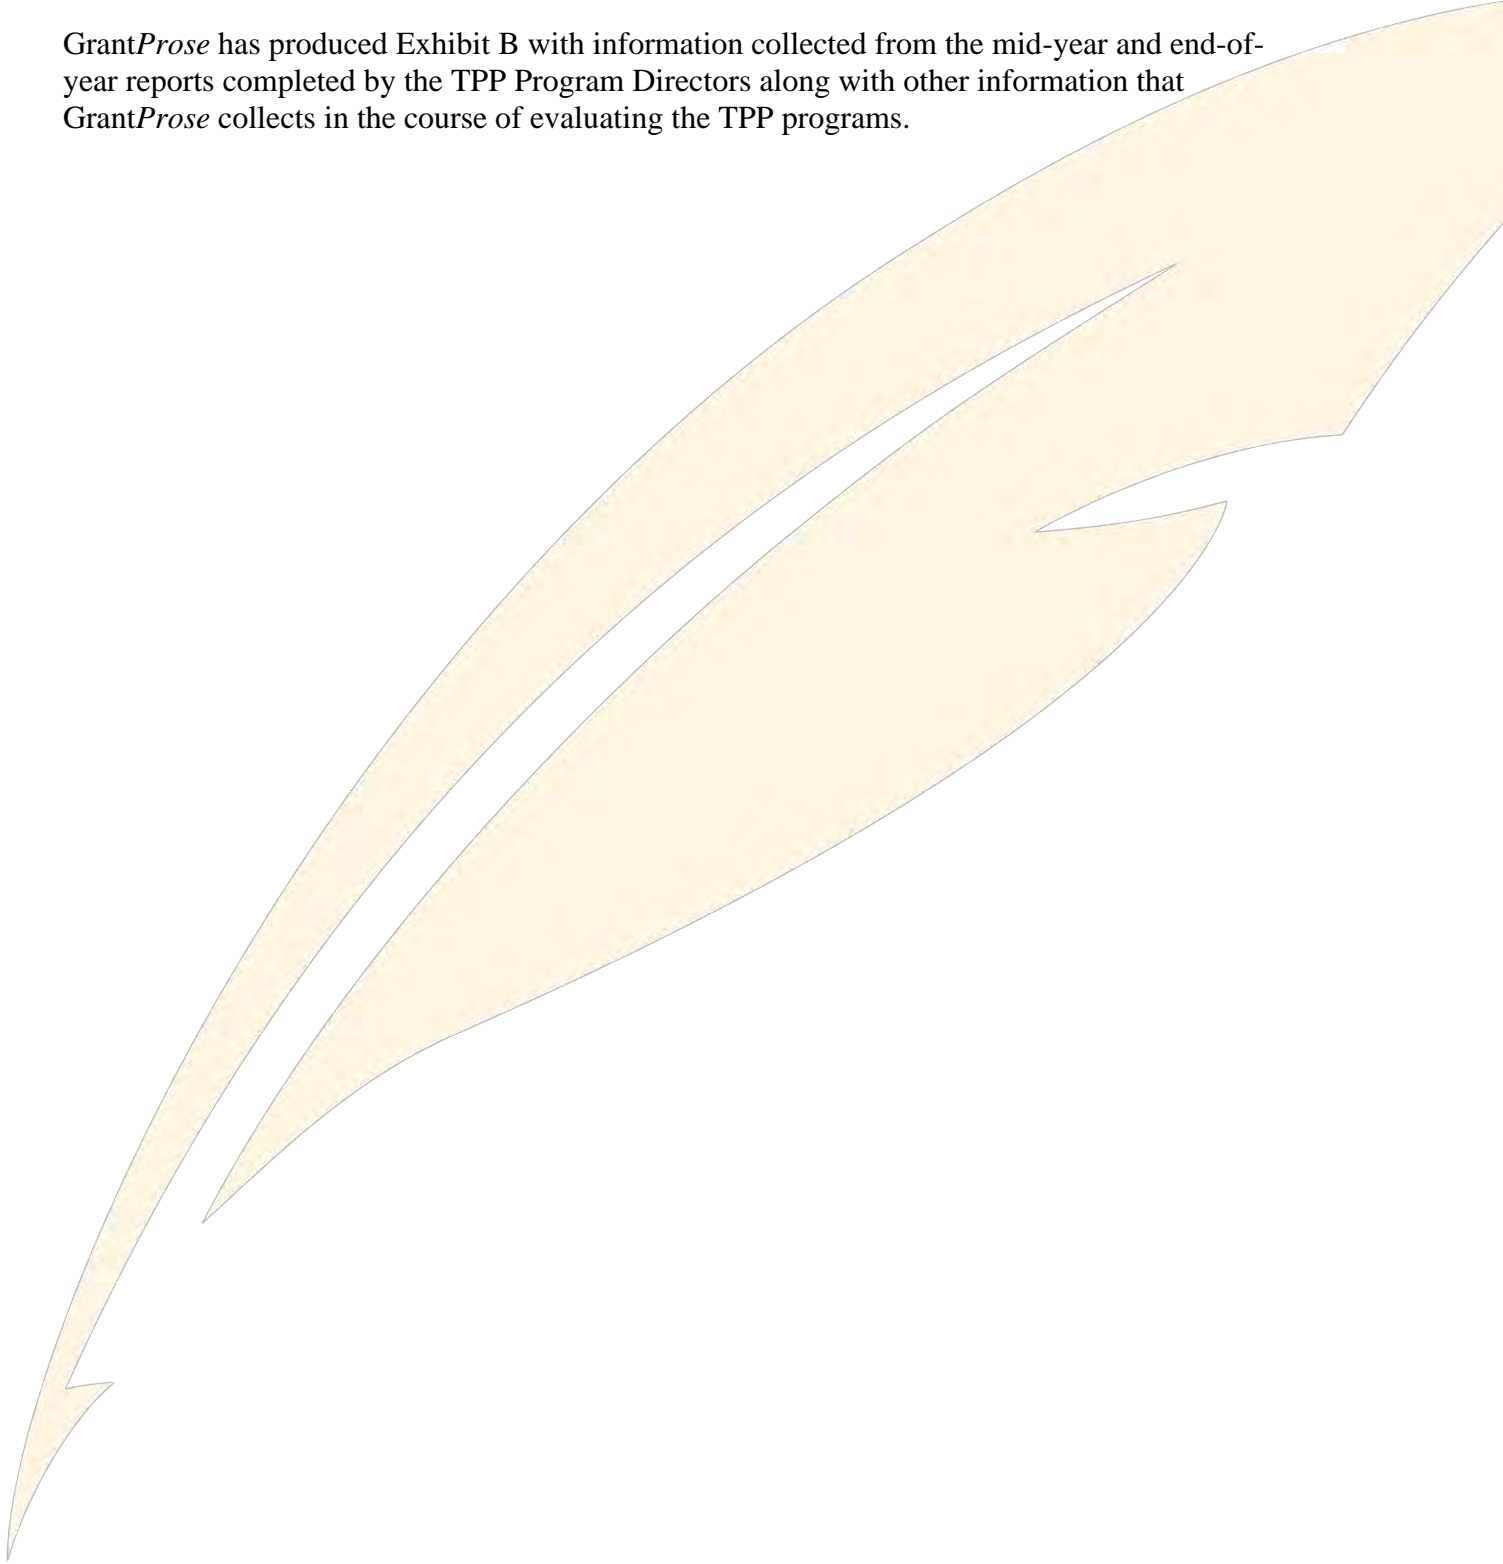 GrantProse has produced Exhibit B with information collected from the mid-year and end-of-
year reports completed by the TPP Program Directors along with other information that
GrantProse collects in the course of evaluating the TPP programs.